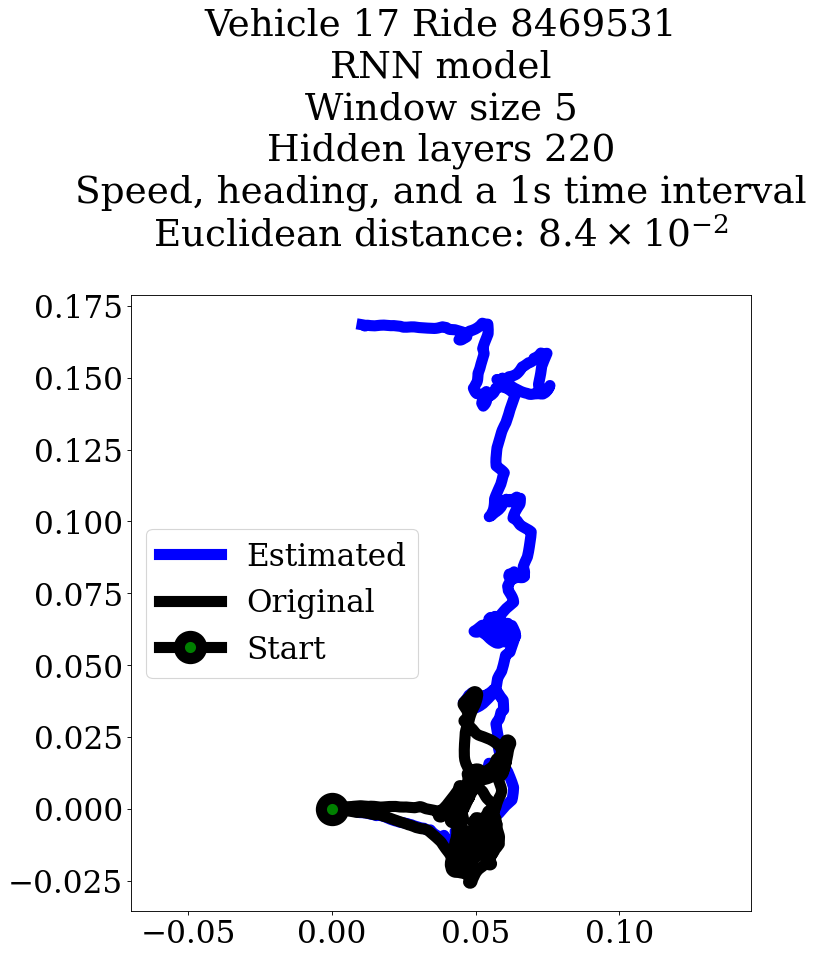 Vehicle 17 Ride 8469531
RNN model
Window size 5
Hidden layers 220
Speed, heading, and a 1s time interval
Euclidean distance: 8.4 × 10⁻²
0.175
0.150
0.125
0.100
0.075
0.050
0.025
0.000
−0.025
Estimated
Original
Start
−0.05
0.00
0.05
0.10